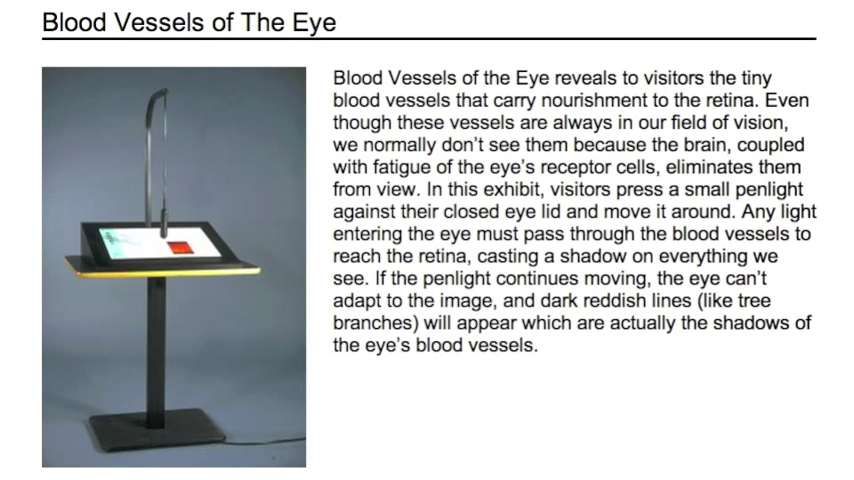 Blood Vessels of The Eye
Blood Vessels of the Eye reveals to visitors the tiny
blood vessels that carry nourishment to the retina. Even
though these vessels are always in our field of vision,
we normally don't see them because the brain, coupled
with fatigue of the eye's receptor cells, eliminates them
from view. In this exhibit, visitors press a small penlight
against their closed eye lid and move it around. Any light
entering the eye must pass through the blood vessels to
reach the retina, casting a shadow on everything we
see. If the penlight continues moving, the eye can't
adapt to the image, and dark reddish lines (like tree
branches) will appear which are actually the shadows of
the eye's blood vessels.